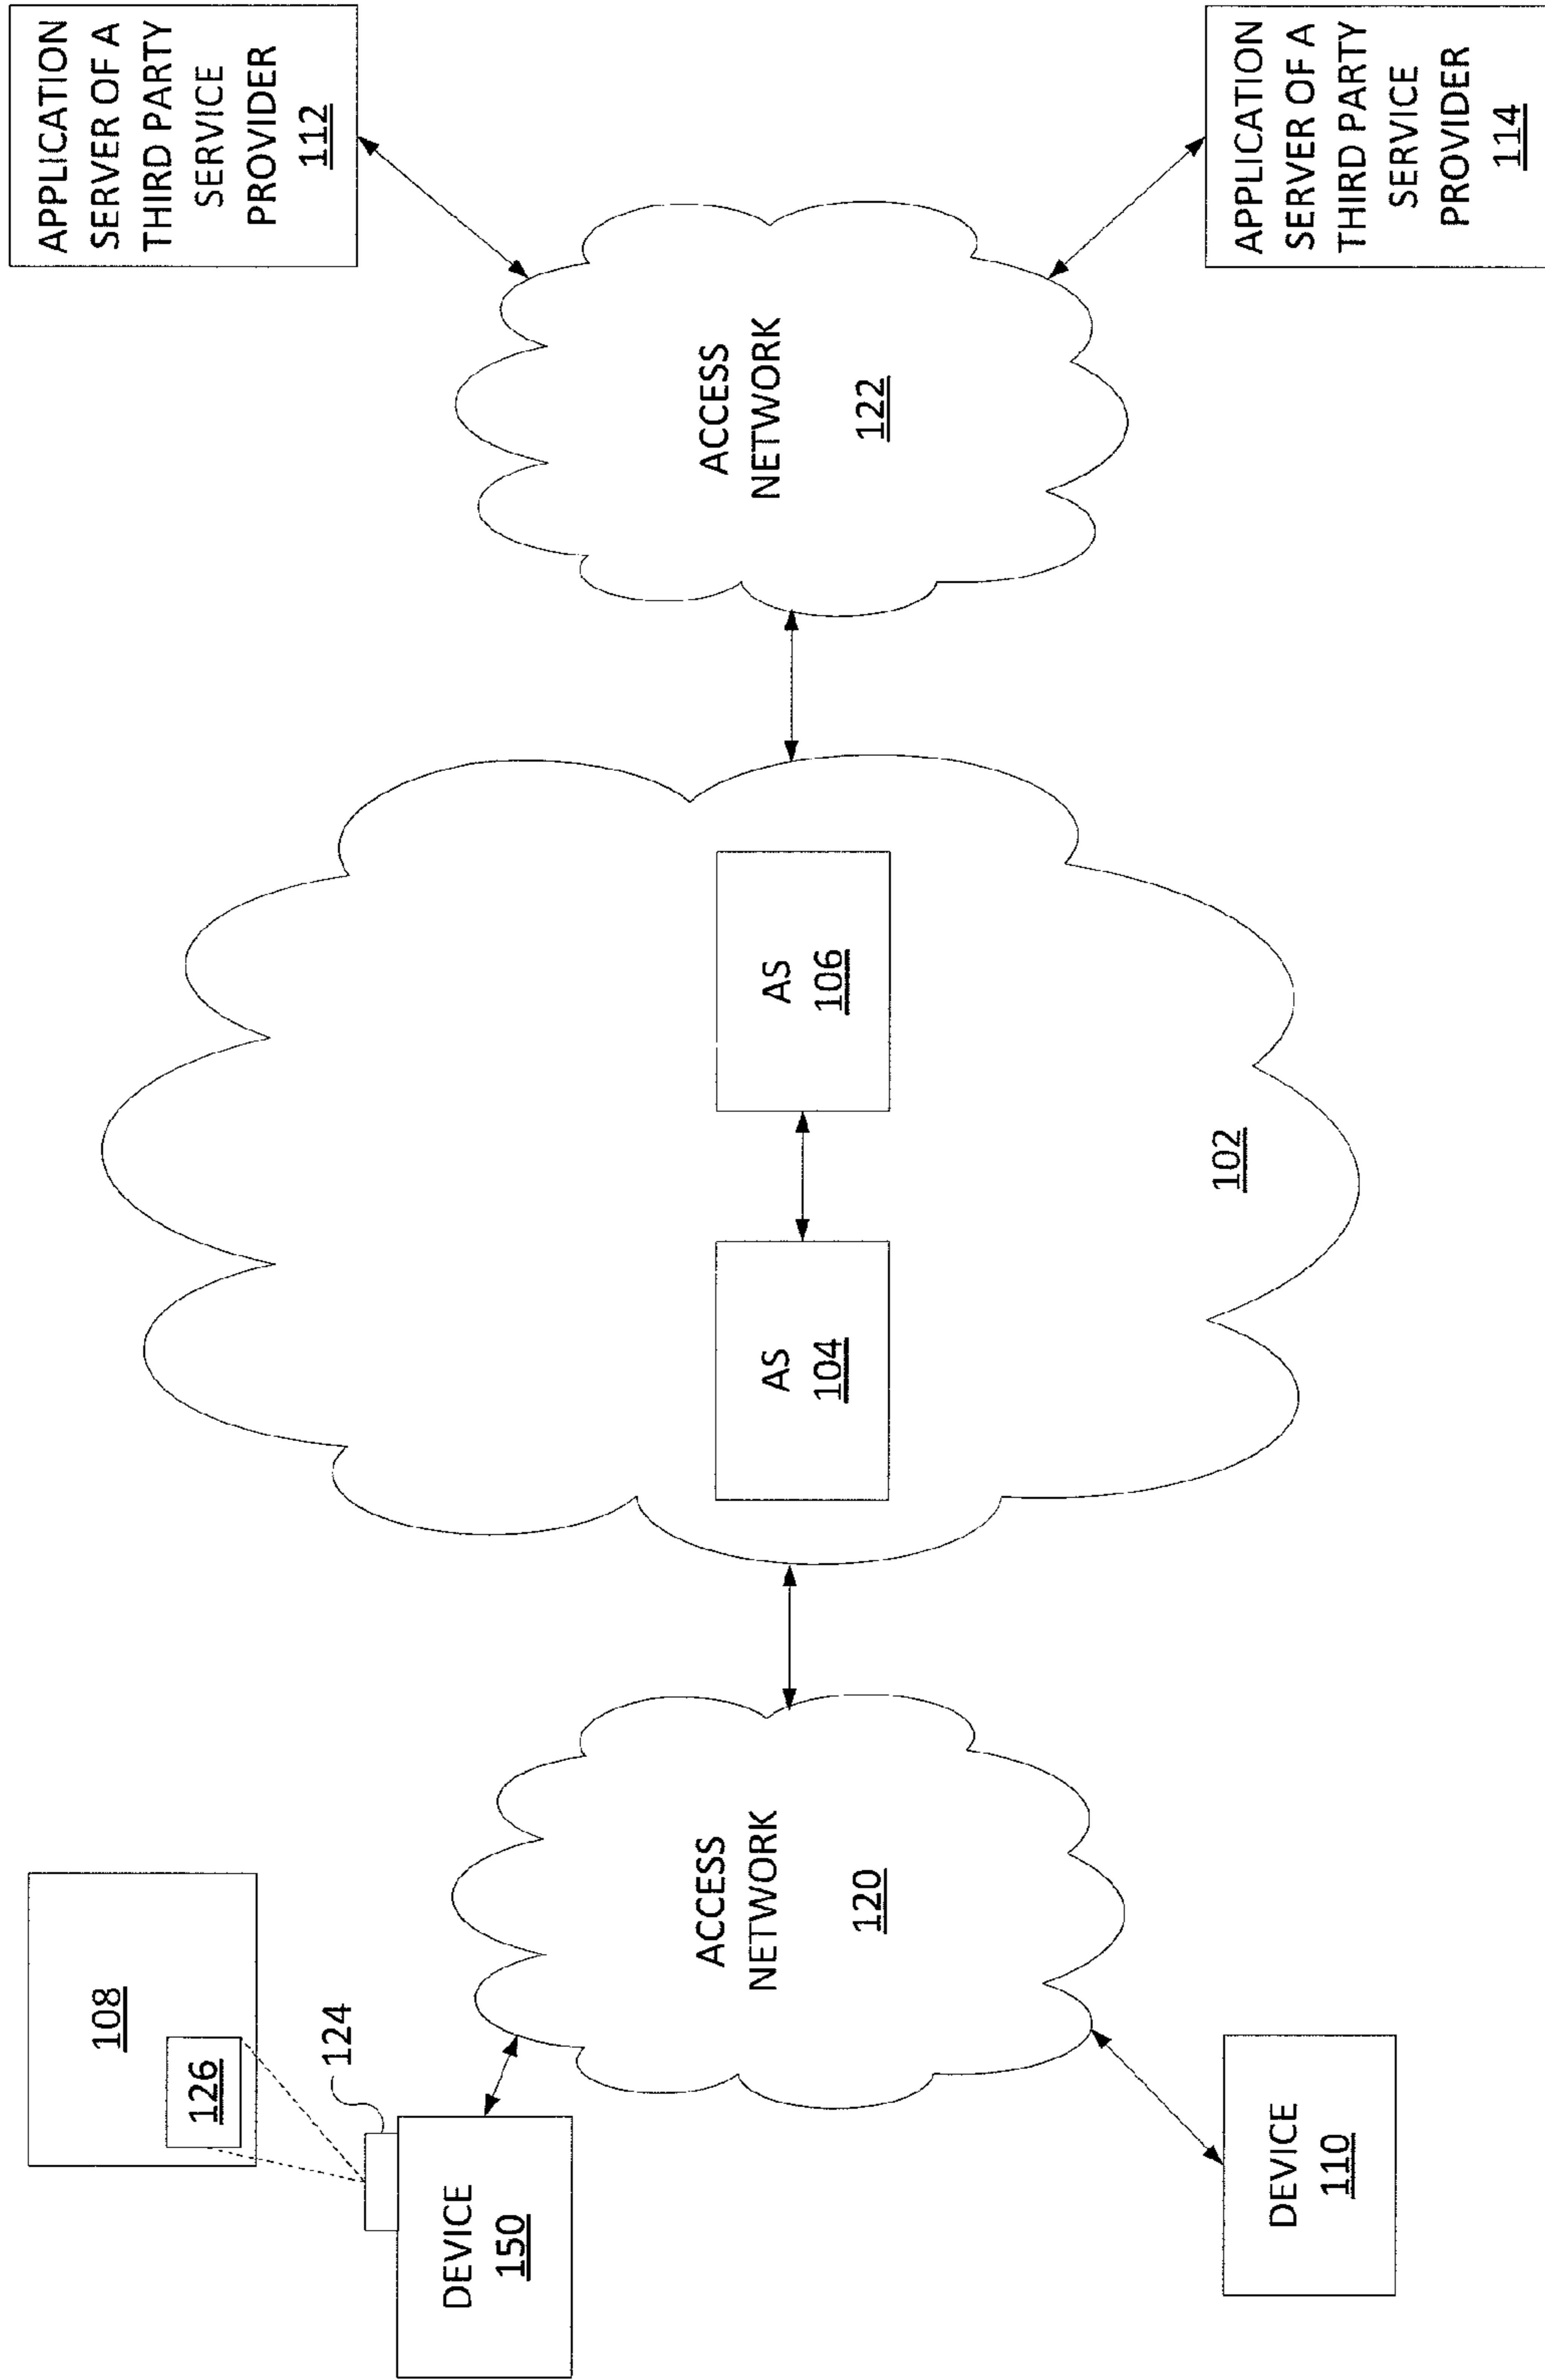 108
126
124
DEVICE
150
DEVICE
110
ACCESS
NETWORK
120
AS
104
AS
106
102
ACCESS
NETWORK
122
APPLICATION
SERVER OF A
THIRD PARTY
SERVICE
PROVIDER
112
APPLICATION
SERVER OF A
THIRD PARTY
SERVICE
PROVIDER
114